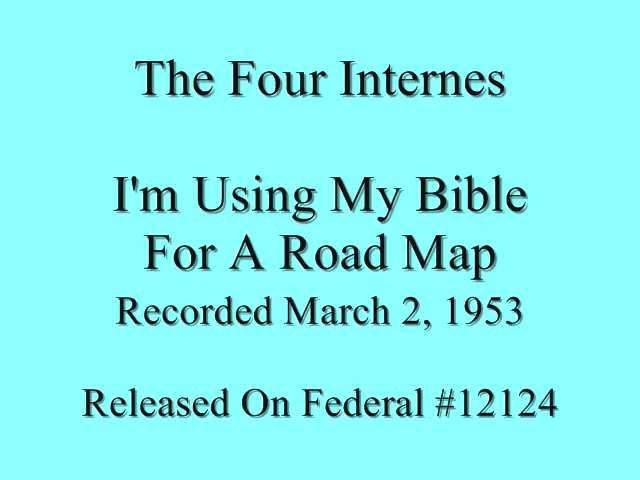 The Four Internes
I'm Using My Bible
For A Road Map
Recorded March 2, 1953
Released On Federal #12124